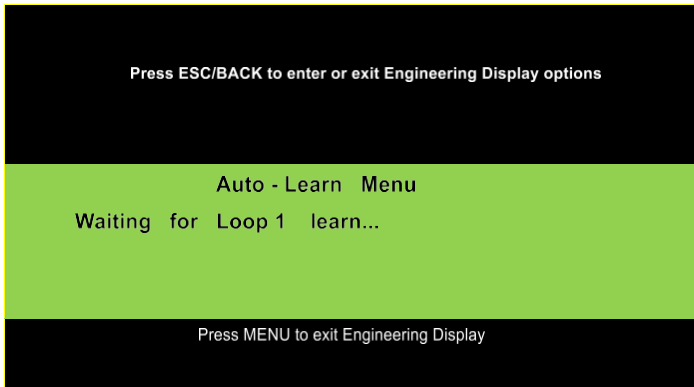 Press ESC/BACK to enter or exit Engineering Display options
Auto - Learn Menu
Waiting for Loop 1 learn...
Press MENU to exit Engineering Display